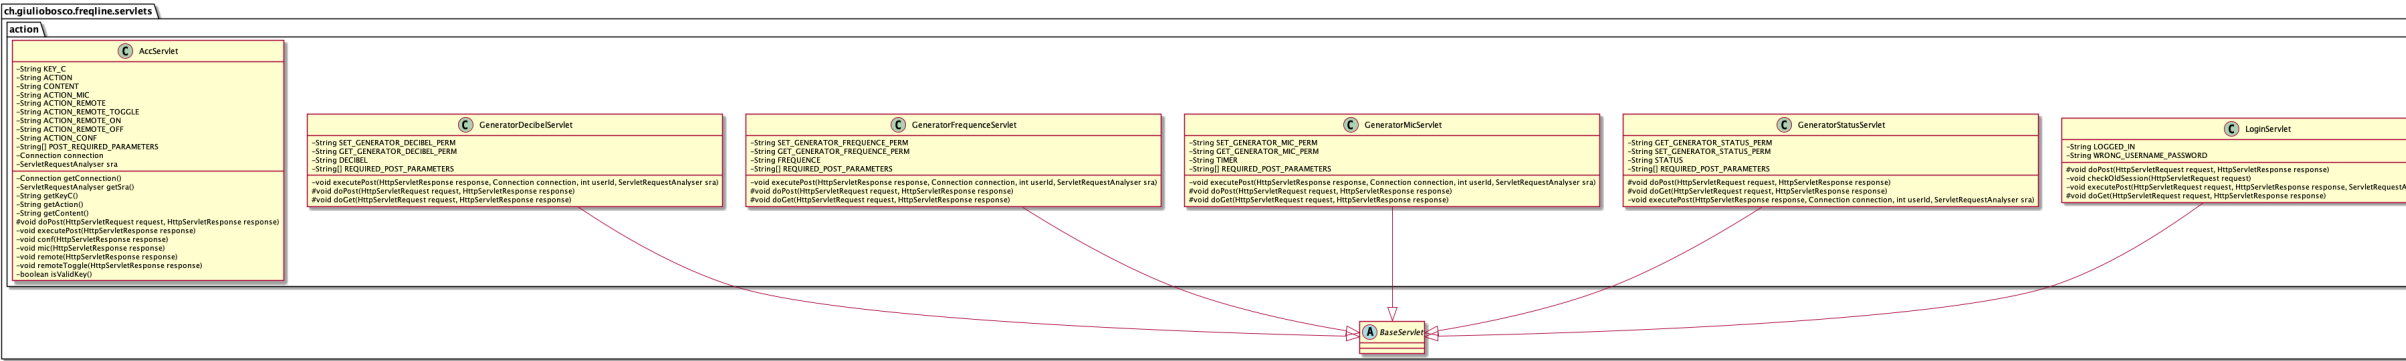 ch.giuliobosco.freqline.servlets
action
C AccServlet
-String KEY_C
-String ACTION
-String CONTENT
-String ACTION_MIC
-String ACTION_REMOTE
-String ACTION_REMOTE_TOGGLE
-String ACTION_REMOTE_ON
-String ACTION_REMOTE_OFF
-String ACTION_CONF
-String[] POST_REQUIRED_PARAMETERS
-Connection connection
-ServletRequestAnalyser sra
-Connection getConnection()
-ServletRequestAnalyser getSra()
-String getKeyC()
-String getAction()
-String getContent()
#void doPost(HttpServletRequest request, HttpServletResponse response)
-void executePost(HttpServletResponse response)
-void conf(HttpServletResponse response)
-void mic(HttpServletResponse response)
-void remote(HttpServletResponse response)
-void remoteToggle(HttpServletResponse response)
-boolean isValidKey()
C GeneratorDecibelServlet
-String SET_GENERATOR_DECIBEL_PERM
-String GET_GENERATOR_DECIBEL_PERM
-String DECIBEL
-String[] REQUIRED_POST_PARAMETERS
-void executePost(HttpServletResponse response, Connection connection, int userId, ServletRequestAnalyser sra)
#void doPost(HttpServletRequest request, HttpServletResponse response)
#void doGet(HttpServletRequest request, HttpServletResponse response)
C GeneratorFrequenceServlet
-String SET_GENERATOR_FREQUENCE_PERM
-String GET_GENERATOR_FREQUENCE_PERM
-String FREQUENCE
-String[] REQUIRED_POST_PARAMETERS
-void executePost(HttpServletResponse response, Connection connection, int userId, ServletRequestAnalyser sra)
#void doPost(HttpServletRequest request, HttpServletResponse response)
#void doGet(HttpServletRequest request, HttpServletResponse response)
C GeneratorMicServlet
-String SET_GENERATOR_MIC_PERM
-String GET_GENERATOR_MIC_PERM
-String TIMER
-String[] REQUIRED_POST_PARAMETERS
-void executePost(HttpServletResponse response, Connection connection, int userId, ServletRequestAnalyser sra)
#void doPost(HttpServletRequest request, HttpServletResponse response)
#void doGet(HttpServletRequest request, HttpServletResponse response)
C GeneratorStatusServlet
-String GET_GENERATOR_STATUS_PERM
-String SET_GENERATOR_STATUS_PERM
-String STATUS
-String[] REQUIRED_POST_PARAMETERS
#void doPost(HttpServletRequest request, HttpServletResponse response)
#void doGet(HttpServletRequest request, HttpServletResponse response)
-void executePost(HttpServletResponse response, Connection connection, int userId, ServletRequestAnalyser sra)
C LoginServlet
-String LOGGED_IN
-String WRONG_USERNAME_PASSWORD
#void doPost(HttpServletRequest request, HttpServletResponse response)
-void checkOldSession(HttpServletRequest request)
-void executePost(HttpServletRequest request, HttpServletResponse response, ServletRequestA
#void doGet(HttpServletRequest request, HttpServletResponse response)
A BaseServlet